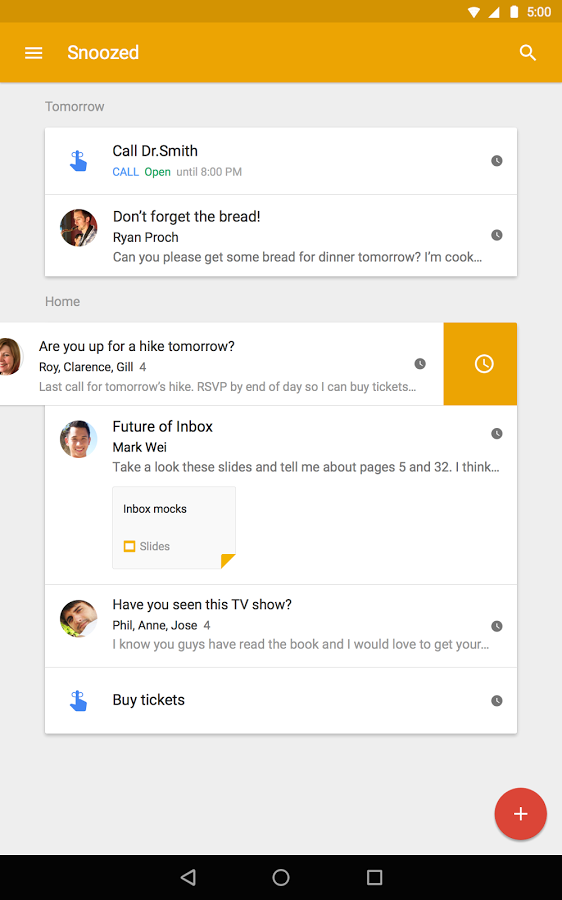 5:00
Snoozed
Tomorrow
Call Dr.Smith
CALL Open until 8:00 PM
Don't forget the bread!
Ryan Proch
Can you please get some bread for dinner tomorrow? I'm cook...
Home
Are you up for a hike tomorrow?
Roy, Clarence, Gill 4
Last call for tomorrow's hike. RSVP by end of day so I can buy tickets...
Future of Inbox
Mark Wei
Take a look these slides and tell me about pages 5 and 32. I think...
Inbox mocks
Slides
Have you seen this TV show?
Phil, Anne, Jose 4
I know you guys have read the book and I would love to get your...
Buy tickets